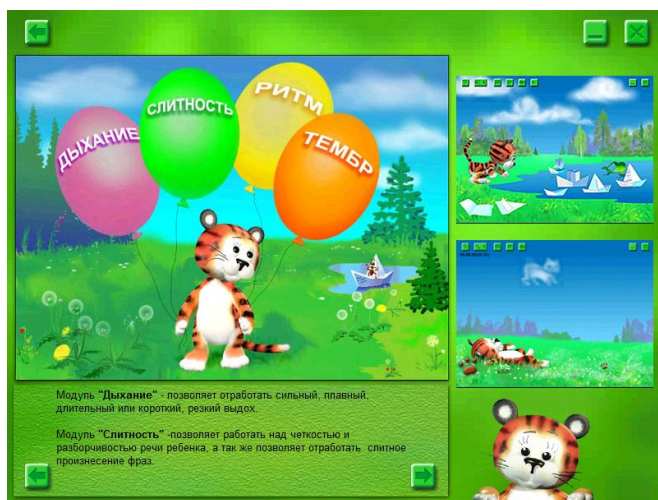 ДЫХАНИЕ
СЛИТНОСТЬ
РИТМ
ТЕМБР
Модуль "Дыхание" - позволяет отработать сильный, плавный,
длительный или короткий, резкий выдох.
Модуль "Слитность" -позволяет работать над четкостью и
разборчивостью речи ребенка, а так же позволяет отработать слитное
произнесение фраз.